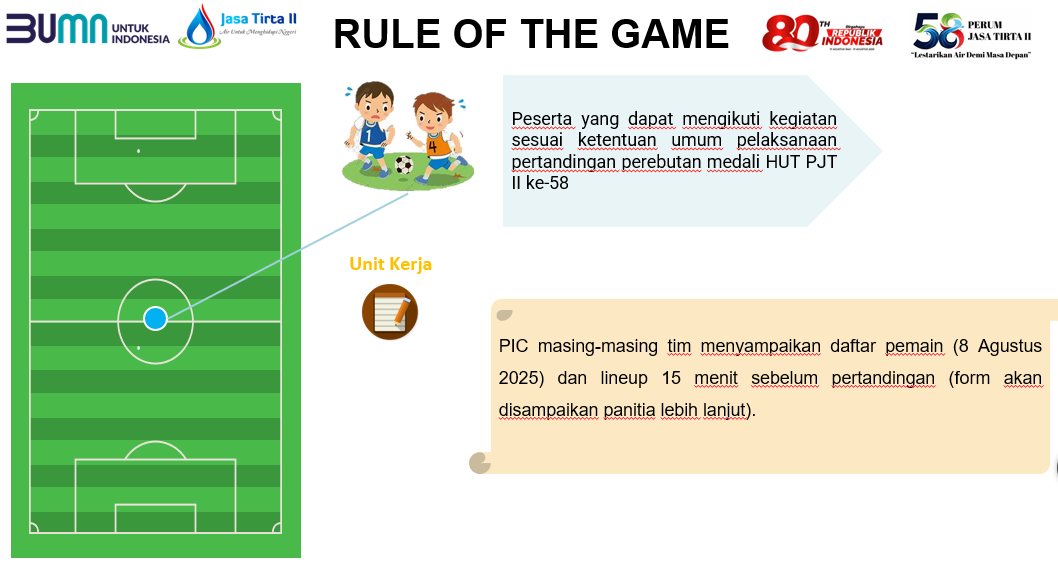 BUMN UNTUK INDONESIA
Jasa Tirta II
Air Untuk Menghidupi Negeri
RULE OF THE GAME
80TH
REPUBLIK
INDONESIA
58 PERUM
JASA TIRTA II
"Lestarikan Air Demi Masa Depan"
1
4
Peserta yang dapat mengikuti kegiatan
sesuai ketentuan umum pelaksanaan
pertandingan perebutan medali HUT PJT
II ke-58
Unit Kerja
PIC masing-masing tim menyampaikan daftar pemain (8 Agustus
2025) dan lineup 15 menit sebelum pertandingan (form akan
disampaikan panitia lebih lanjut).